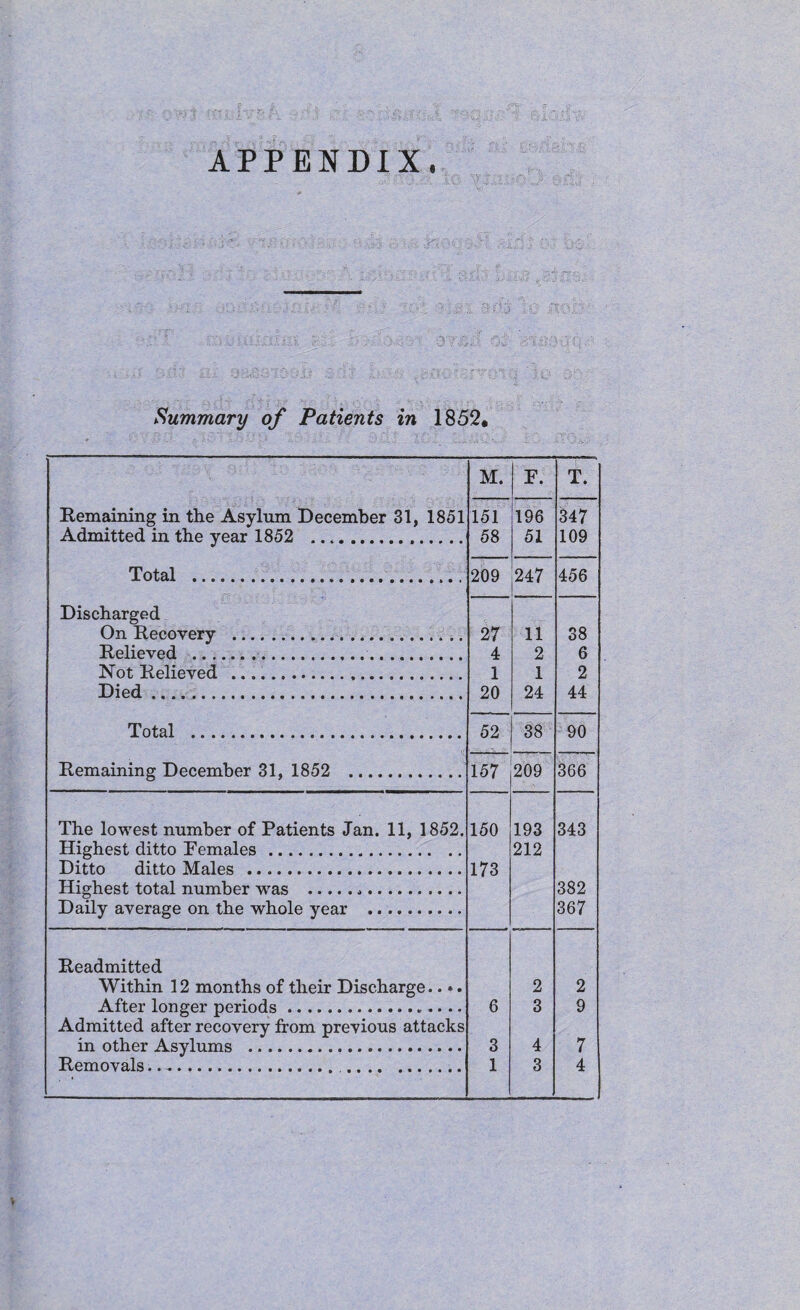 APPENDIX.
Summary of Patients in 1852.
M. F. T.
Remaining in the Asylum December 31, 1851 151 196 347
Admitted in the year 1852 .................. 58 51 109
Total ............................ 209 247 456
Discharged
On Recovery ........................ 27 11 38
Relieved ............................ 4 2 6
Not Relieved ........................ 1 1 2
Died ................................ 20 24 44
Total ............................ 52 38 90
Remaining December 31, 1852 ............. 157 209 366
The lowest number of Patients Jan. 11, 1852. 150 193 343
Highest ditto Females .................... 212
Ditto ditto Males ...................... 173
Highest total number was ................ 382
Daily average on the whole year ........... 367
Readmitted
Within 12 months of their Discharge.... 2 2
After longer periods .................. 6 3 9
Admitted after recovery from previous attacks
in other Asylums ...................... 3 4 7
Removals................................ 1 3 4